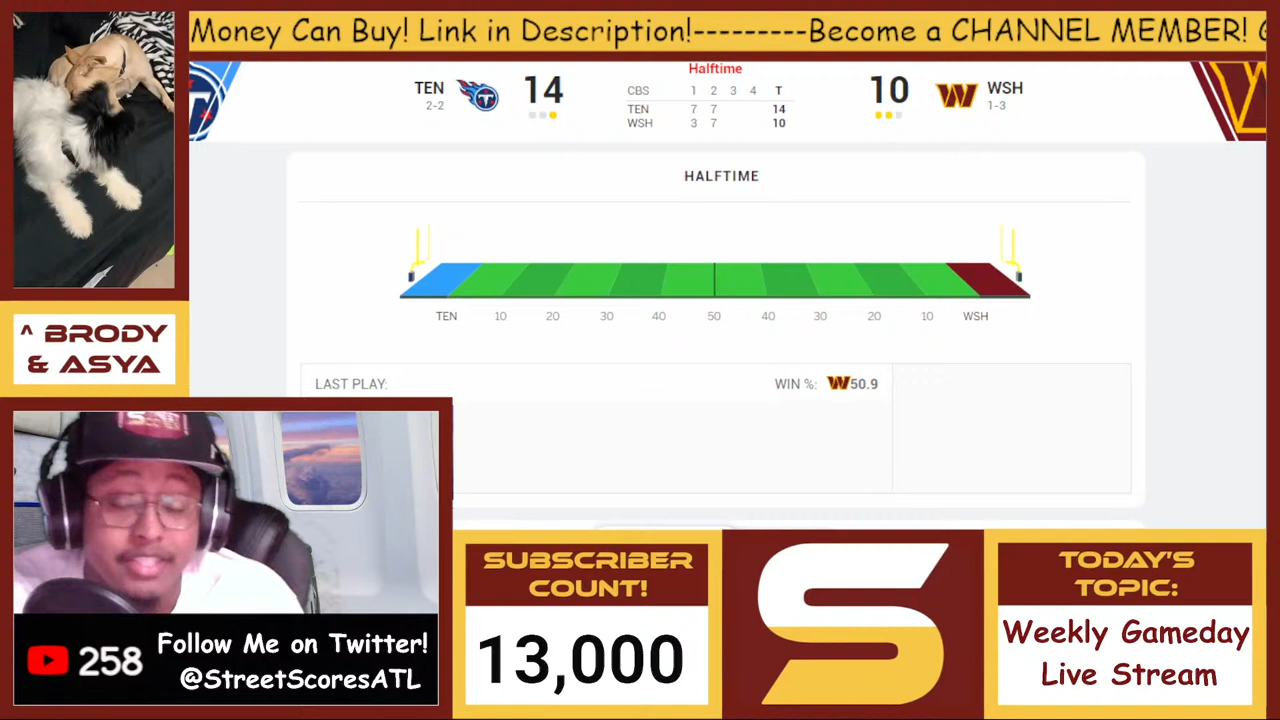 Money Can Buy! Link in Description!---------Become a CHANNEL MEMBER!
Halftime
TEN
2-2
14
CBS 1 2 3 4 T
TEN 7 7 14
WSH 3 7 10
10
WSH
1-3
HALFTIME
TEN 10 20 30 40 50 40 30 20 10 WSH
LAST PLAY:
WIN %: W 50.9
^ BRODY
& ASYA
258
Follow Me on Twitter!
@StreetScoresATL
SUBSCRIBER
COUNT!
13,000
S
TODAY'S
TOPIC:
Weekly Gameday
Live Stream